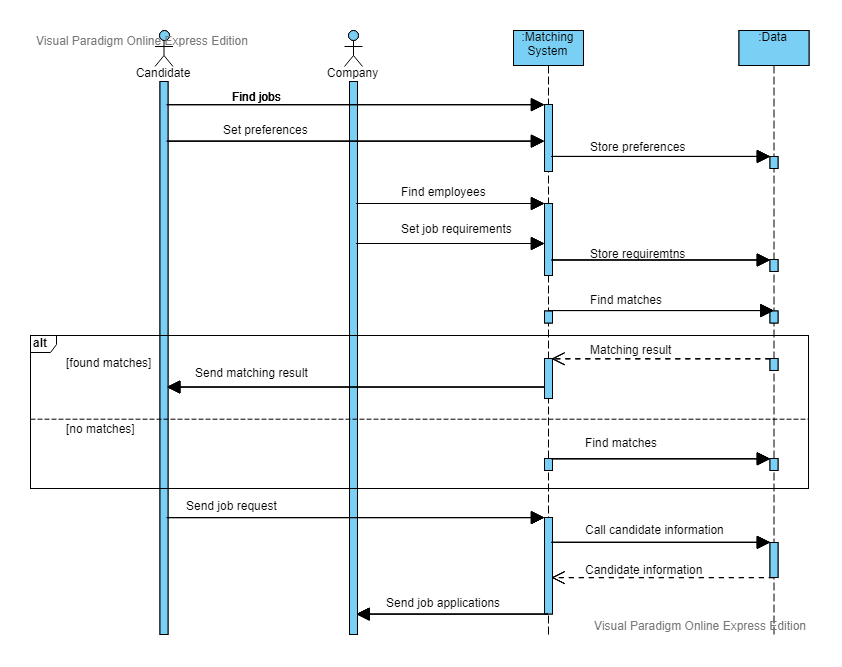 Visual Paradigm Online Express Edition
:Matching
System
:Data
Candidate
Company
Find jobs
Set preferences
Store preferences
Find employees
Set job requirements
Store requiremtns
Find matches
alt
Matching result
[found matches]
Send matching result
[no matches]
Find matches
Send job request
Call candidate information
Candidate information
Send job applications
Visual Paradigm Online Express Edition